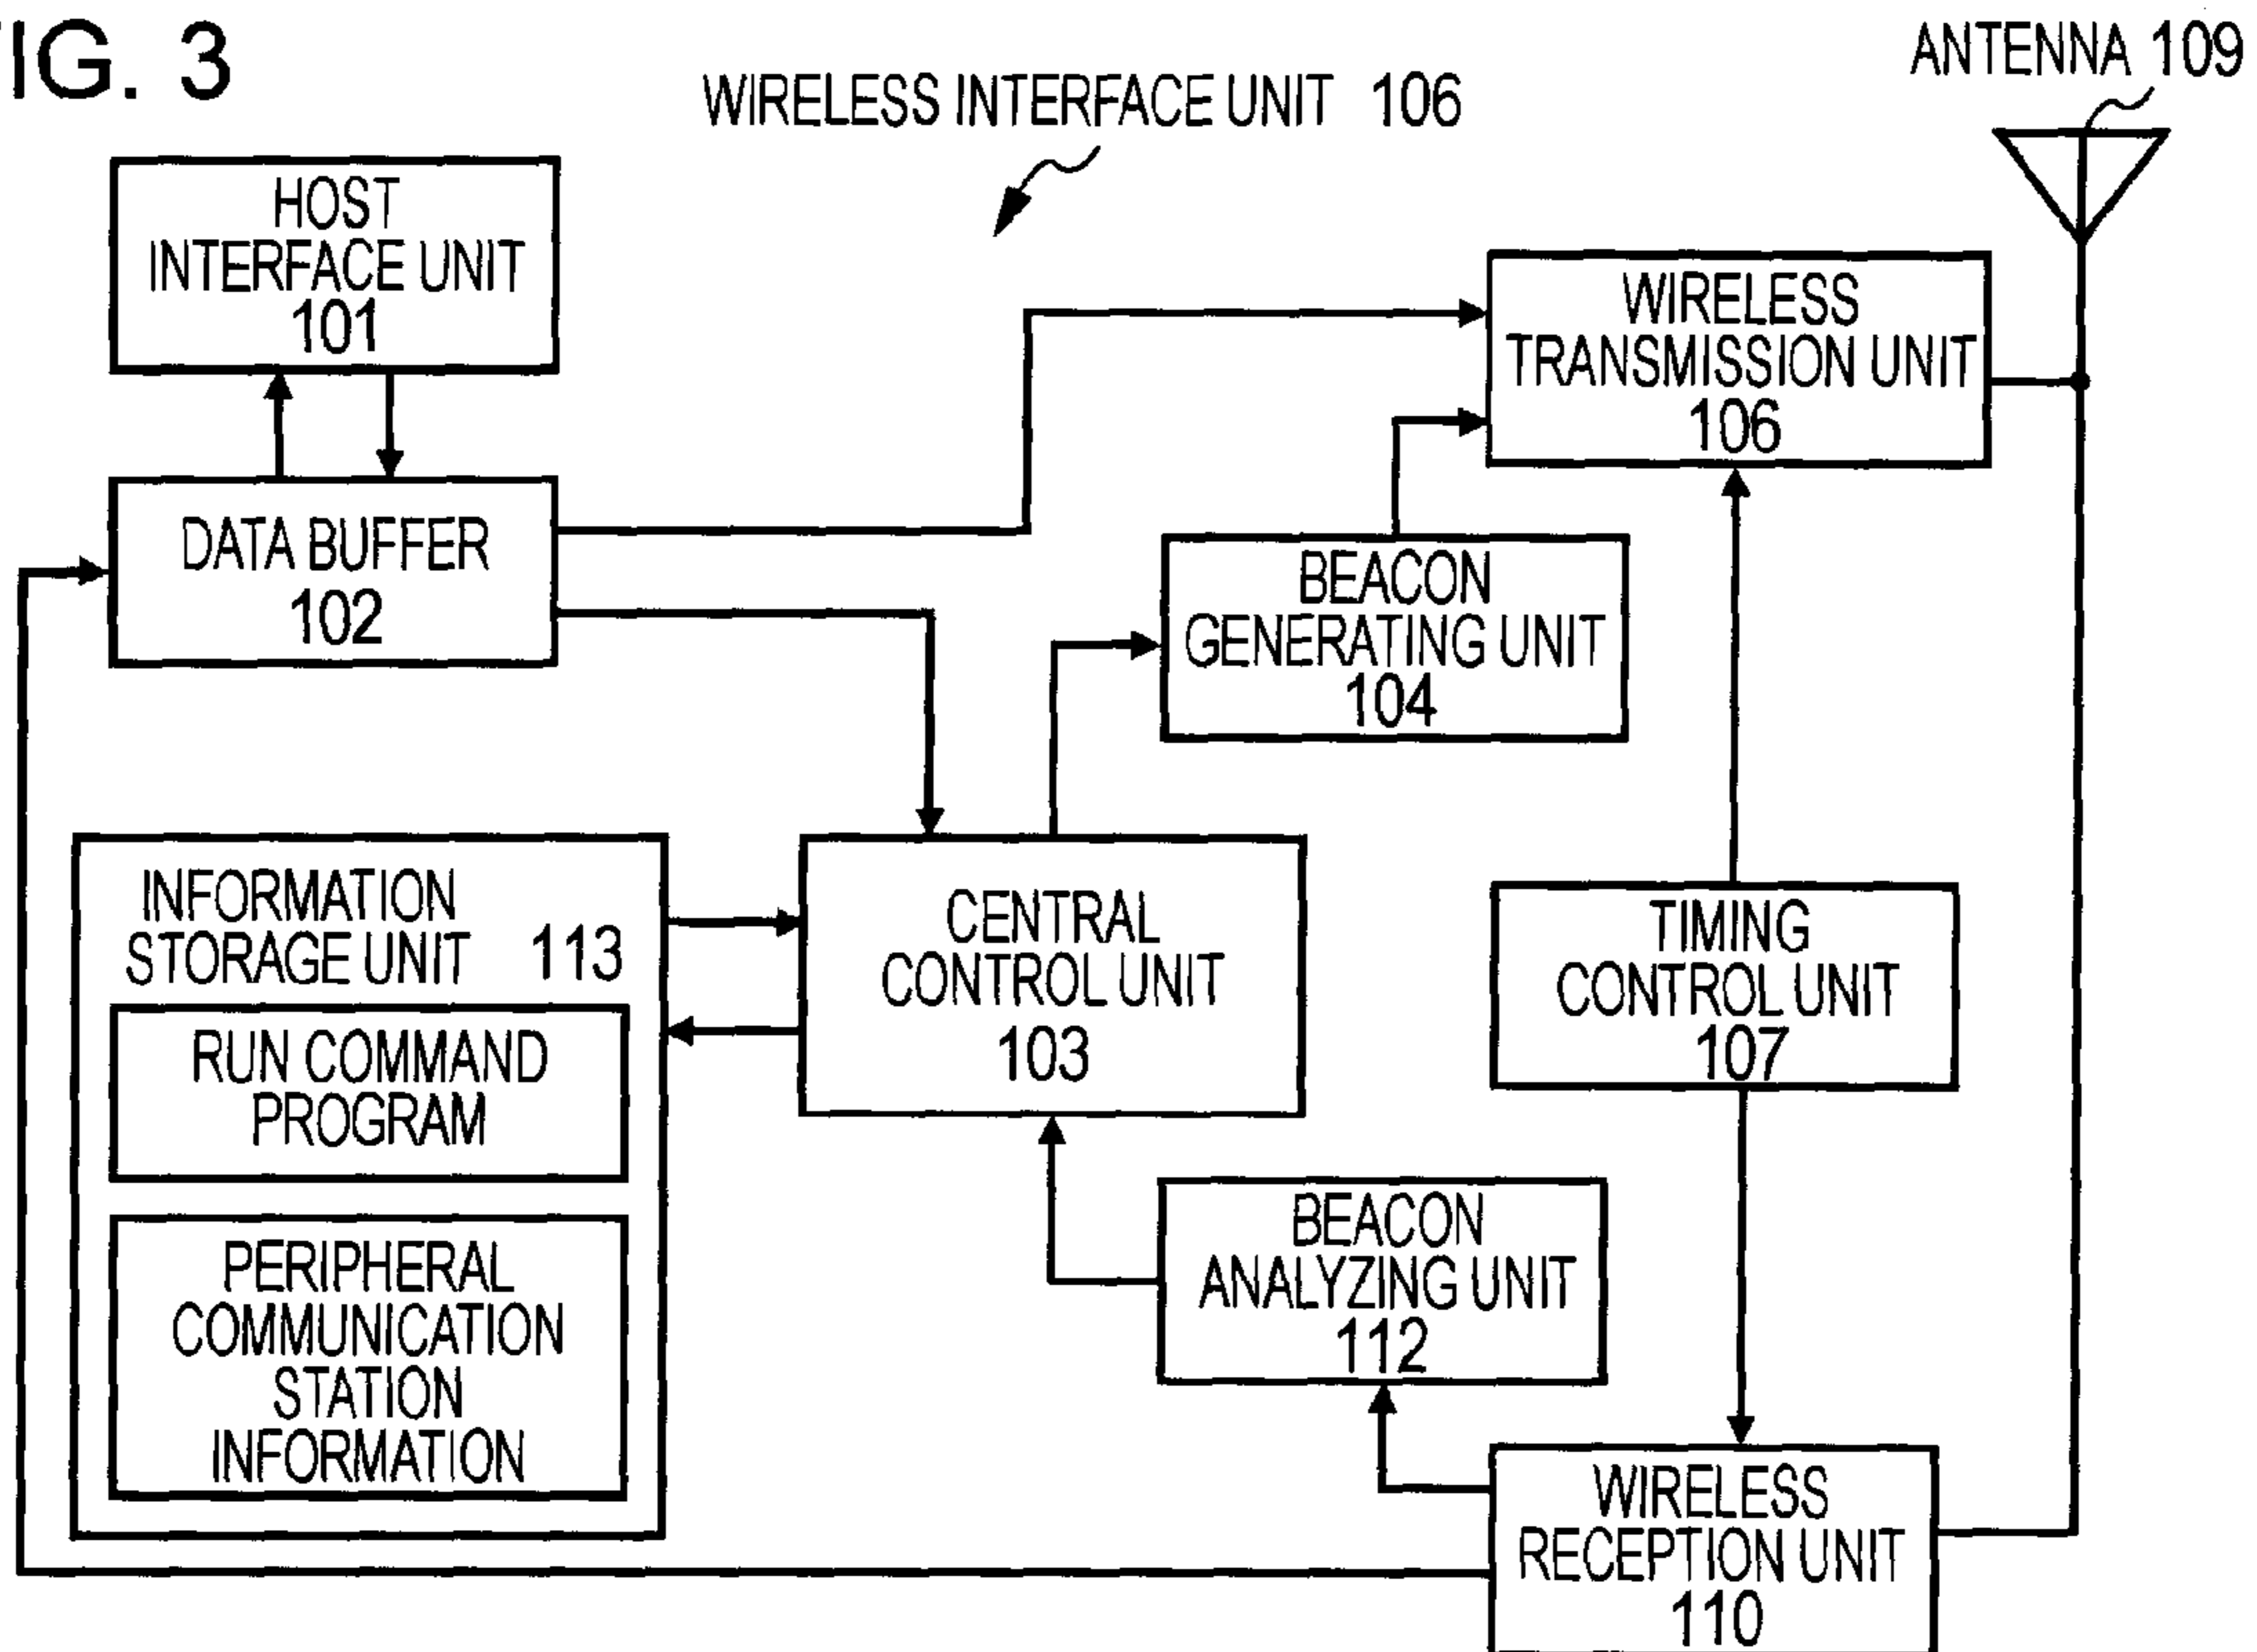 FIG. 3
WIRELESS INTERFACE UNIT 106
ANTENNA 109
HOST
INTERFACE UNIT
101
WIRELESS
TRANSMISSION UNIT
106
DATA BUFFER
102
BEACON
GENERATING UNIT
104
INFORMATION
STORAGE UNIT 113
RUN COMMAND
PROGRAM
PERIPHERAL
COMMUNICATION
STATION
INFORMATION
CENTRAL
CONTROL UNIT
103
TIMING
CONTROL UNIT
107
BEACON
ANALYZING UNIT
112
WIRELESS
RECEPTION UNIT
110